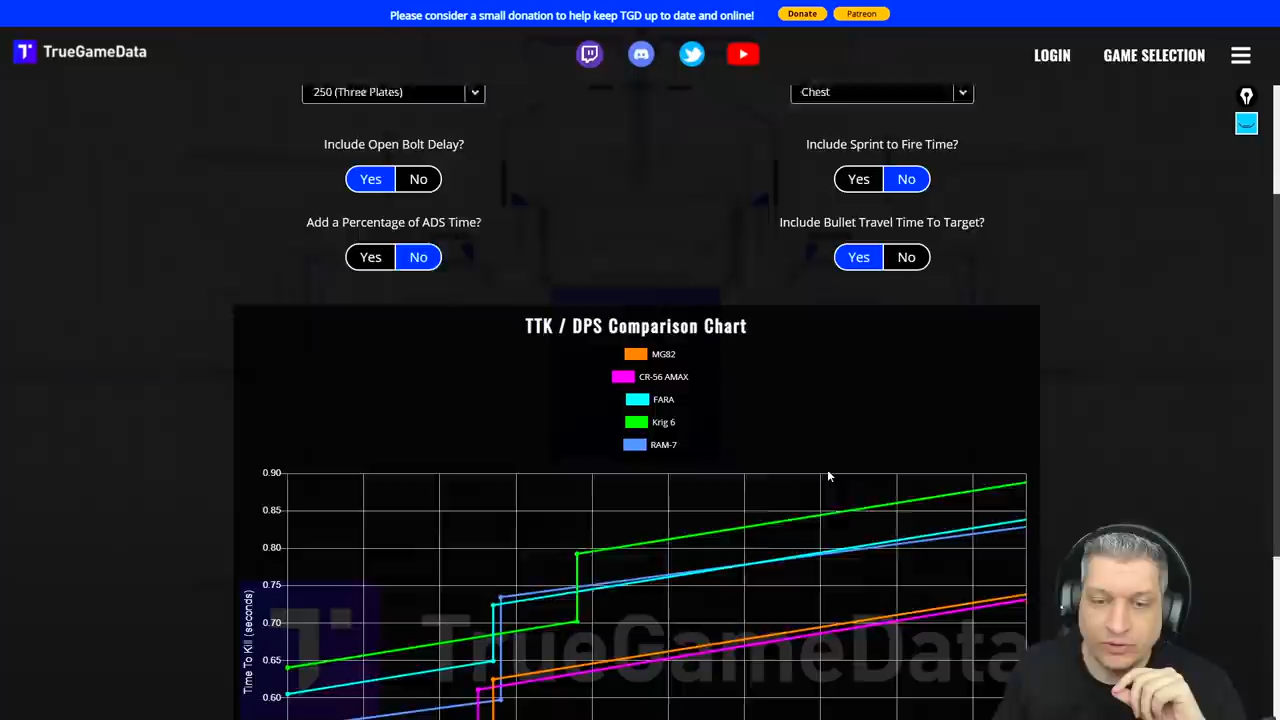 Please consider a small donation to help keep TGD up to date and online!
Donate
Patreon
TrueGameData
LOGIN
GAME SELECTION
250 (Three Plates)
Chest
Include Open Bolt Delay?
Include Sprint to Fire Time?
Yes No
Yes No
Add a Percentage of ADS Time?
Include Bullet Travel Time To Target?
Yes No
Yes No
TTK / DPS Comparison Chart
MG82
CR-56 AMAX
FARA
Krig 6
RAM-7
0.90
0.85
0.80
0.75
0.70
0.65
0.60
Time To Kill (seconds)
TrueGameData